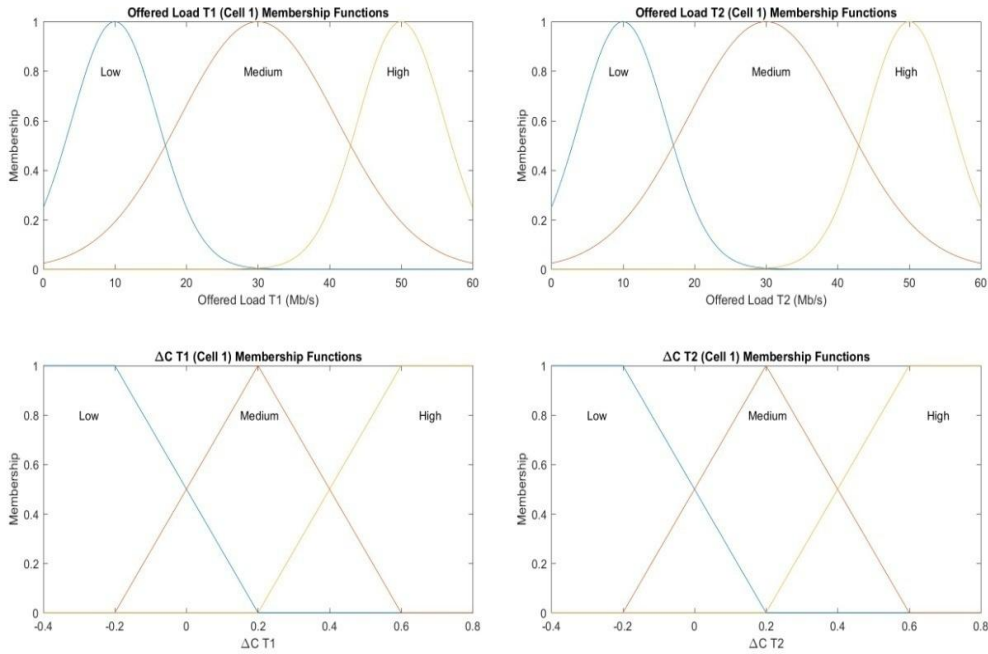 Offered Load T1 (Cell 1) Membership Functions
1
0.8
0.6
0.4
0.2
0
Membership
Low
Medium
High
0 10 20 30 40 50 60
Offered Load T1 (Mb/s)
Offered Load T2 (Cell 1) Membership Functions
1
0.8
0.6
0.4
0.2
0
Membership
Low
Medium
High
0 10 20 30 40 50 60
Offered Load T2 (Mb/s)
ΔC T1 (Cell 1) Membership Functions
1
0.8
0.6
0.4
0.2
0
Membership
Low
Medium
High
-0.4 -0.2 0 0.2 0.4 0.6 0.8
ΔC T1
ΔC T2 (Cell 1) Membership Functions
1
0.8
0.6
0.4
0.2
0
Membership
Low
Medium
High
-0.4 -0.2 0 0.2 0.4 0.6 0.8
ΔC T2